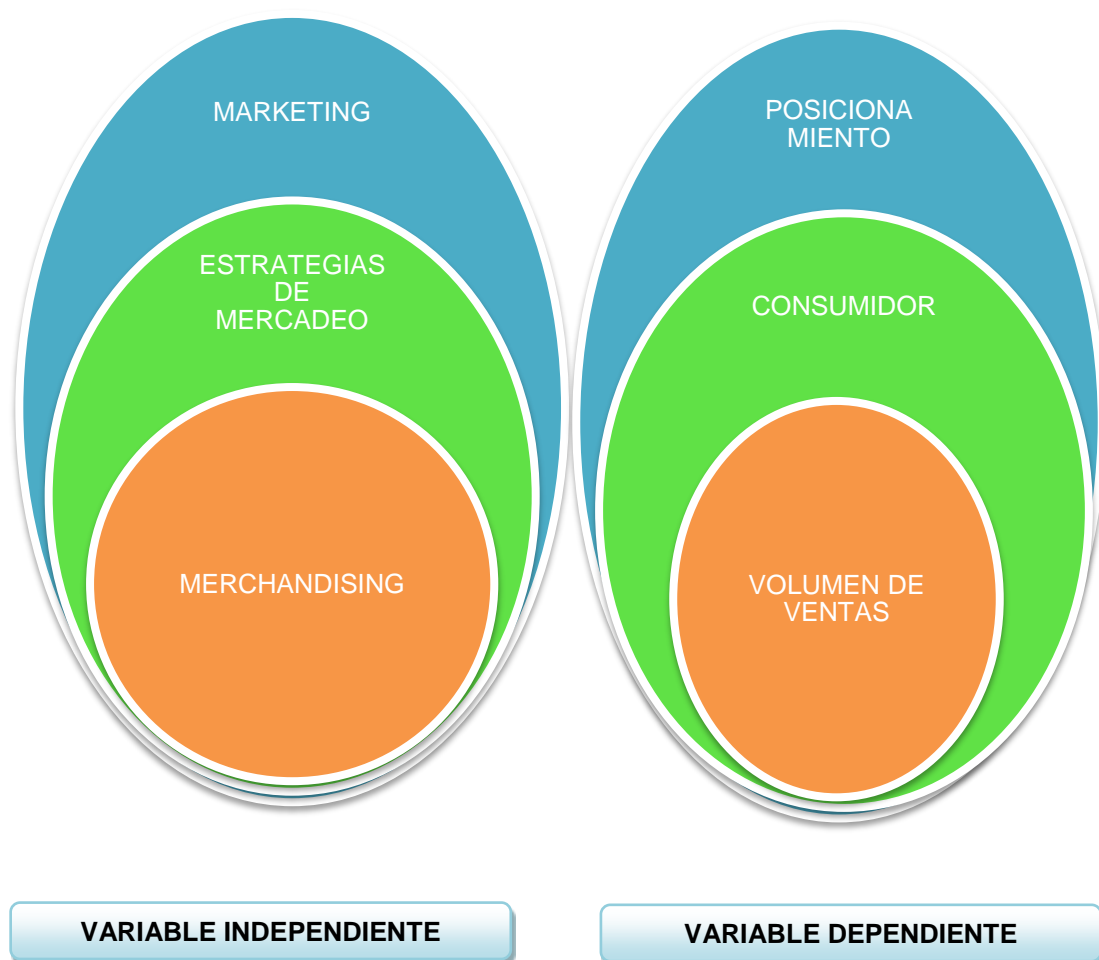 MARKETING
ESTRATEGIAS
DE
MERCADEO
MERCHANDISING
POSICIONA
MIENTO
CONSUMIDOR
VOLUMEN DE
VENTAS
VARIABLE INDEPENDIENTE
VARIABLE DEPENDIENTE